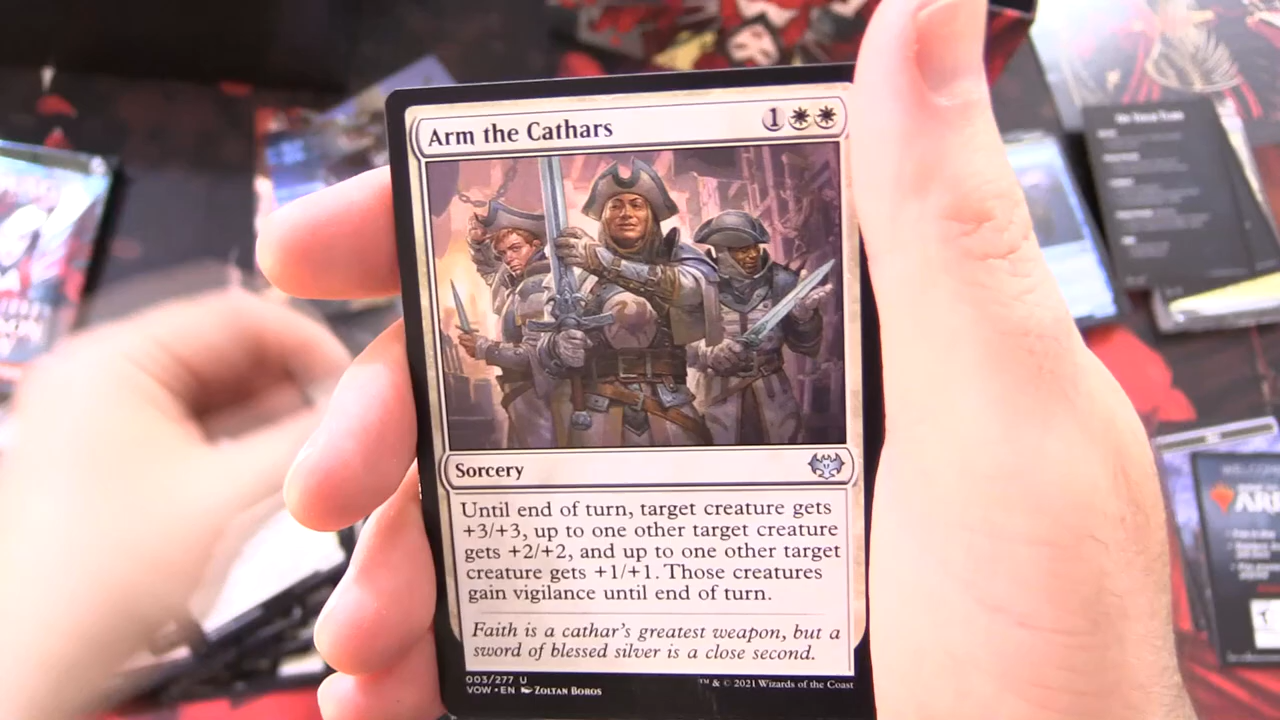 Arm the Cathars
1
Sorcery
Until end of turn, target creature gets
+3/+3, up to one other target creature
gets +2/+2, and up to one other target
creature gets +1/+1. Those creatures
gain vigilance until end of turn.
Faith is a cathar's greatest weapon, but a
sword of blessed silver is a close second.
003/277 U
VOW • EN Zoltan Boros
™ & © 2021 Wizards of the Coast